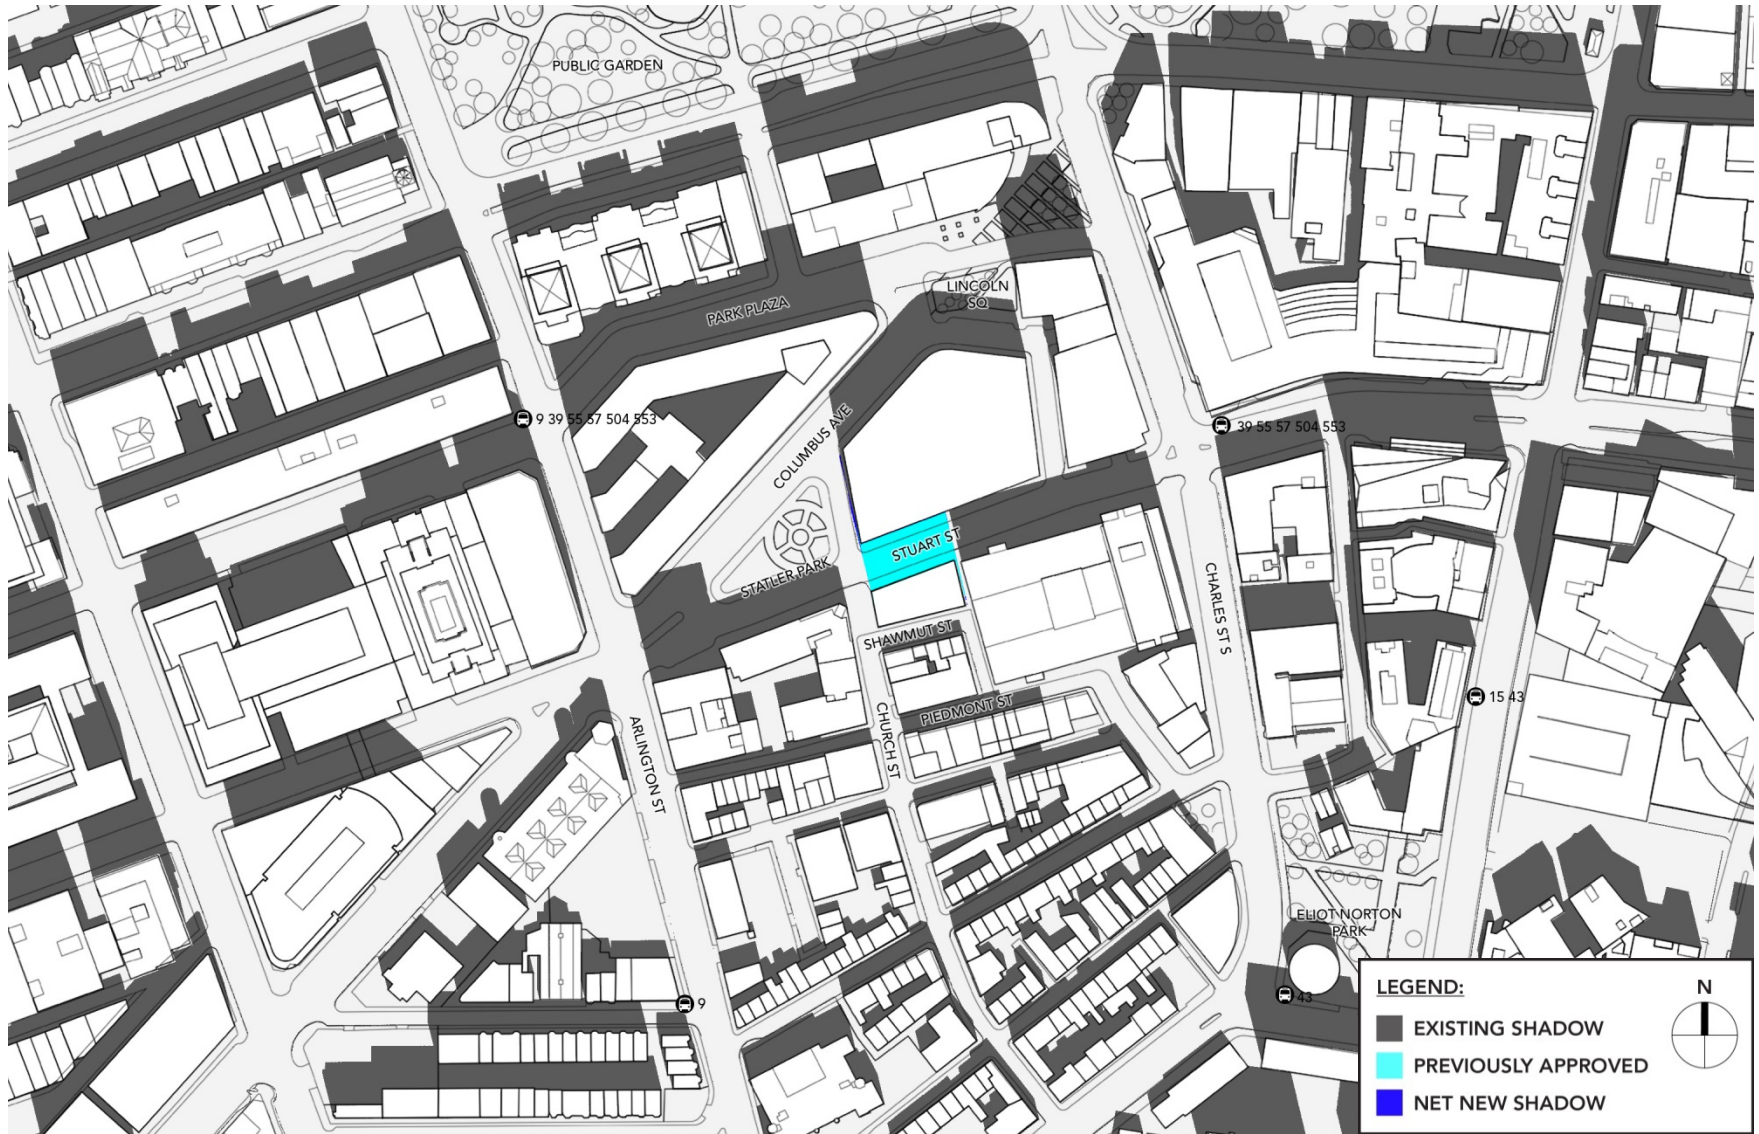 PUBLIC GARDEN
LINCOLN
SQ
PARK PLAZA
9 39 55 57 504 553
39 55 57 504 553
COLUMBUS AVE
STUART ST
STATLER PARK
SHAWMUT ST
CHARLES ST S
15 43
PIEDMONT ST
CHURCH ST
ARLINGTON ST
ELIOT NORTON
PARK
9
43
LEGEND:
N
EXISTING SHADOW
PREVIOUSLY APPROVED
NET NEW SHADOW